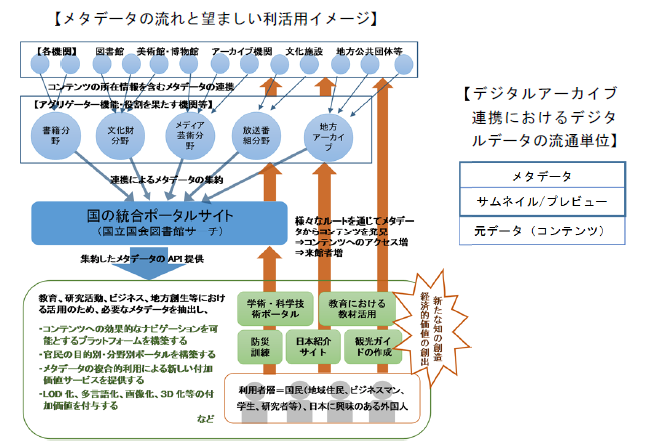 【メタデータの流れと望ましい利活用イメージ】
【各機関】 図書館 美術館・博物館 アーカイブ機関 文化施設 地方公共団体等
コンテンツの所在情報を含むメタデータの連携
【アグリゲーター機能・役割を果たす機関等】
書籍分
野
文化財
分野
メディア
芸術分
野
放送番
組分野
地方
アーカイ
ブ
連携によるメタデータの集約
国の統合ポータルサイト
(国立国会図書館サ ーチ)
様々なルートを通じてメタデー
タからコンテンツを発見
⇒コンテンツへのアクセス増
⇒来館者増
集約したメタデータの API 提供
教育、研究活動、ビジネス、地方創生等におけ
る活用のため、必要なメタデータを抽出し、
・コンテンツへの効果的なナビゲーションを可
能とするプラットフォームを構築する
・官民の目的別・分野別ポータルを構築する
・メタデータの複合的利用による新しい付加
価値サービスを提供する
・LOD 化、多言語化、画像化、3D 化等の付
加価値を付与する
など
学術・科学技
術ポータル
教育における
教材活用
防災
訓練
日本紹介
サイト
観光ガイ
ドの作成
新たな知の創造
経済的価値の創出
利用者層=国民(地域住民、ビジネスマン、
学生、研究者等)、日本に興味のある外国人
【デジタルアーカイブ
連携におけるデジタ
ルデータの流通単位】
メタデータ
サムネイル/プレビュー
元データ(コンテンツ)